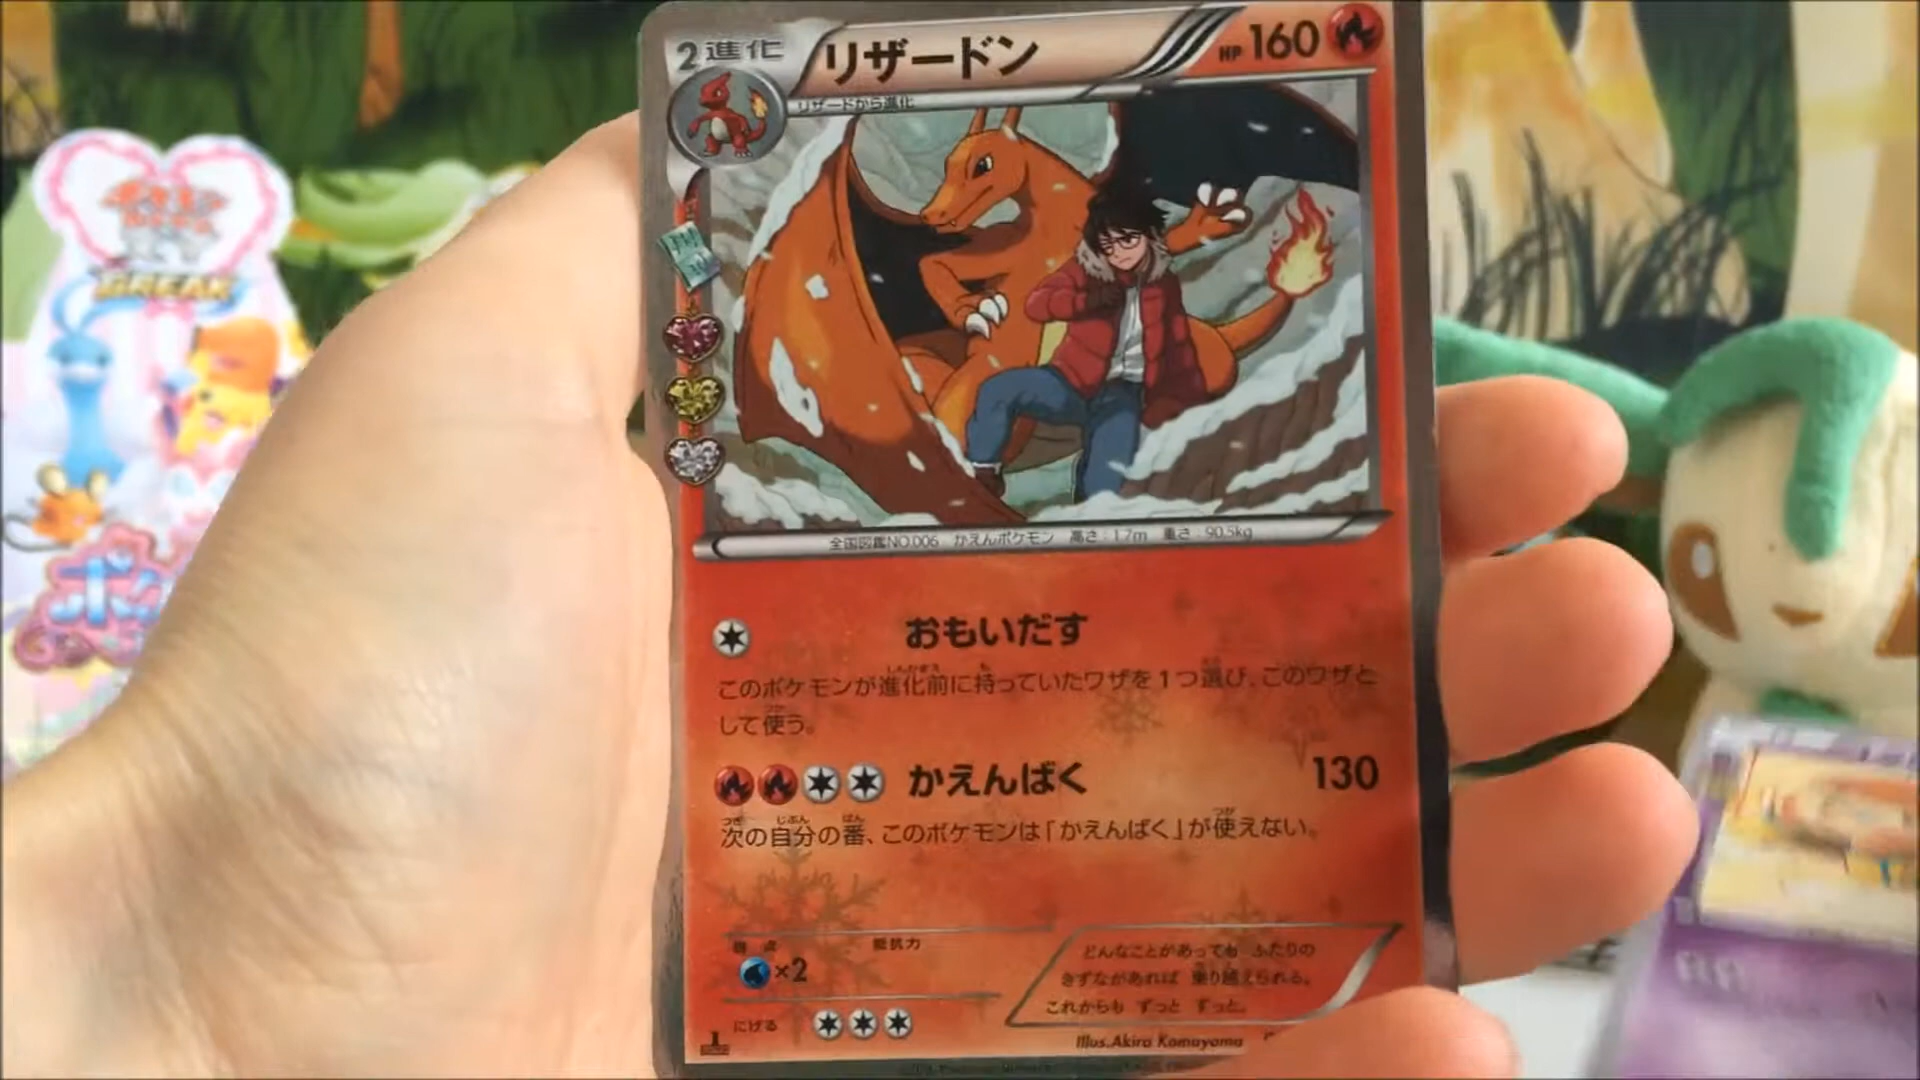 2進化
リザードン
HP 160
リザードから進化
全国図鑑NO.006 かえんポケモン 高さ：1.7m 重さ：90.5kg
おもいだす
このポケモンが進化前に持っていたワザを1つ選び、このワザと
して使う。
かえんばく 130
次の自分の番、このポケモンは「かえんばく」が使えない。
弱点 抵抗力
×2
にげる
どんなことがあっても ふたりの
きずながあれば 乗り越えられる。
これからも ずっと ずっと。
Illus.Akira Komayama
BREAK
ポケ